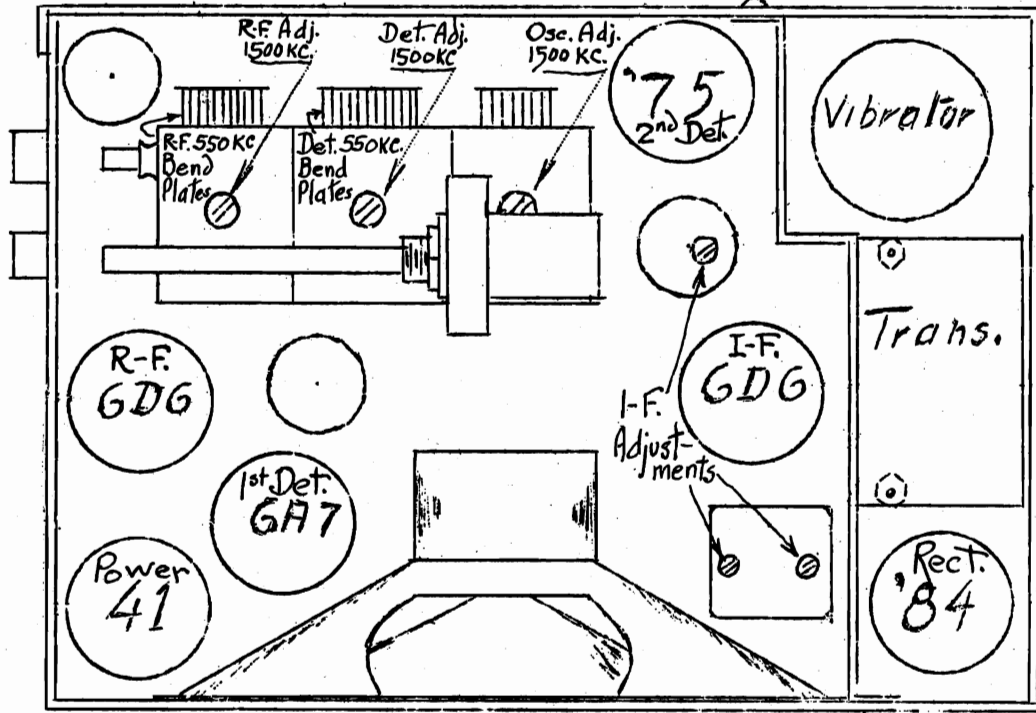 R-F. Adj.
1500 KC.
Det. Adj.
1500 KC
Osc. Adj.
1500 KC.
'75
2nd Det.
Vibrator
R-F. 550 KC
Bend
Plates
Det. 550 KC.
Bend
Plates
Trans.
R-F.
6D6
I-F.
6D6
I-F.
Adjust-
ments
1st Det.
6A7
Power
41
Rect.
'84